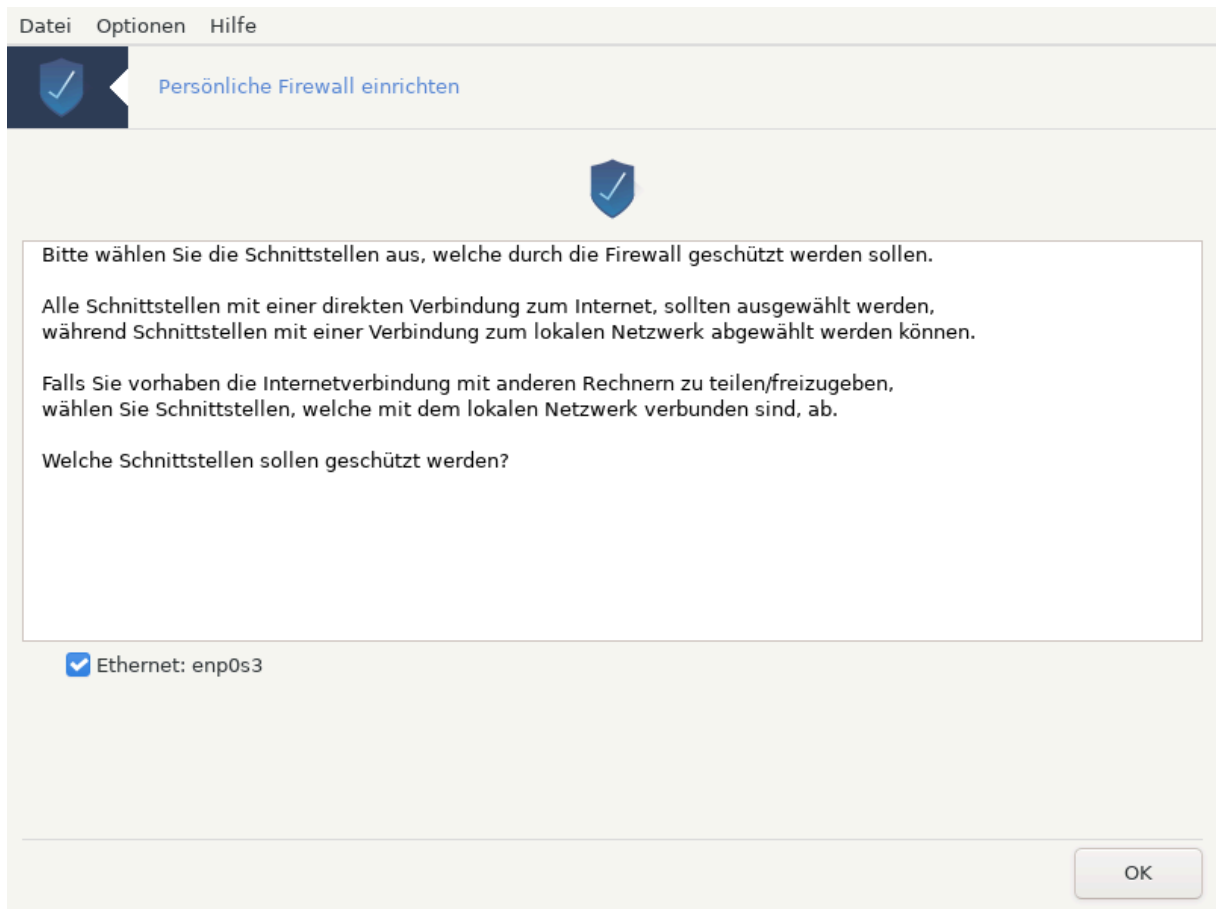 Datei Optionen Hilfe
Persönliche Firewall einrichten
Bitte wählen Sie die Schnittstellen aus, welche durch die Firewall geschützt werden sollen.
Alle Schnittstellen mit einer direkten Verbindung zum Internet, sollten ausgewählt werden,
während Schnittstellen mit einer Verbindung zum lokalen Netzwerk abgewählt werden können.
Falls Sie vorhaben die Internetverbindung mit anderen Rechnern zu teilen/freizugeben,
wählen Sie Schnittstellen, welche mit dem lokalen Netzwerk verbunden sind, ab.
Welche Schnittstellen sollen geschützt werden?
Ethernet: enp0s3
OK